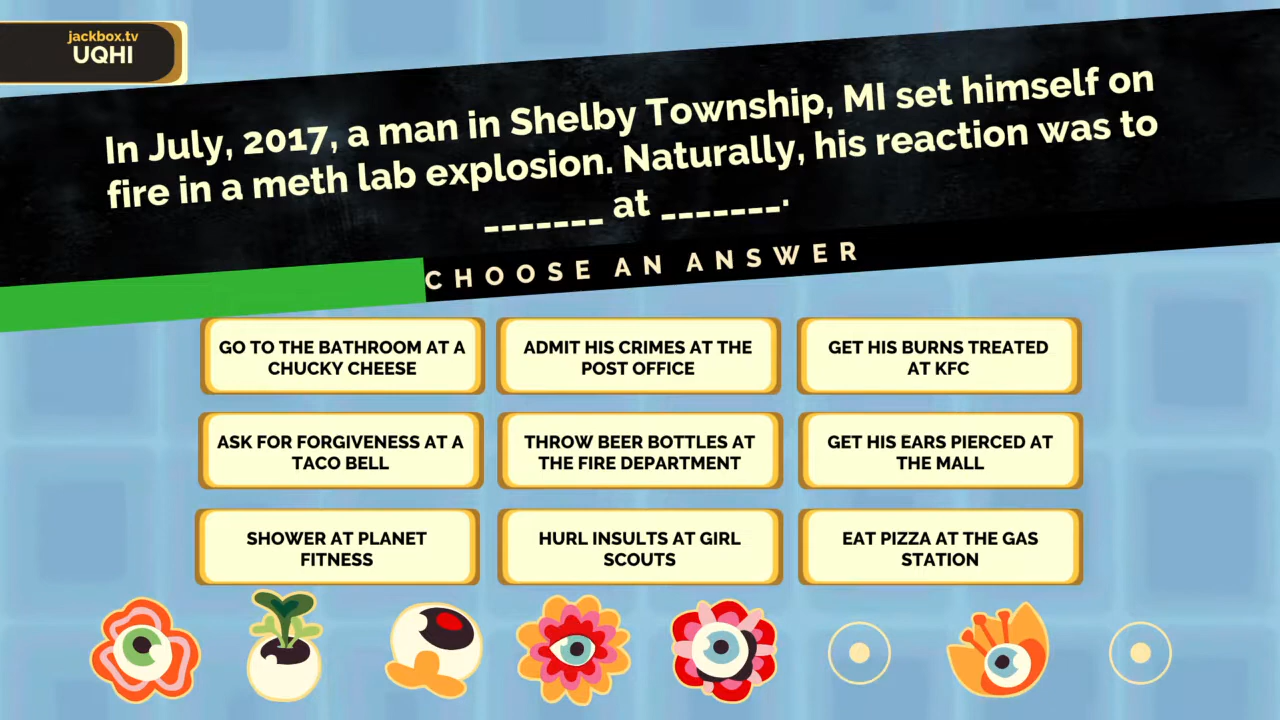 jackbox.tv
UQHI
In July, 2017, a man in Shelby Township, MI set himself on
fire in a meth lab explosion. Naturally, his reaction was to
_______ at _______.
CHOOSE AN ANSWER
GO TO THE BATHROOM AT A
CHUCKY CHEESE
ADMIT HIS CRIMES AT THE
POST OFFICE
GET HIS BURNS TREATED
AT KFC
ASK FOR FORGIVENESS AT A
TACO BELL
THROW BEER BOTTLES AT
THE FIRE DEPARTMENT
GET HIS EARS PIERCED AT
THE MALL
SHOWER AT PLANET
FITNESS
HURL INSULTS AT GIRL
SCOUTS
EAT PIZZA AT THE GAS
STATION